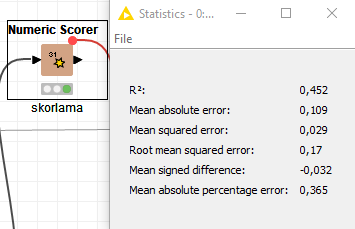 Numeric Scorer
skorlama
Statistics - 0:...
File
R²: 0,452
Mean absolute error: 0,109
Mean squared error: 0,029
Root mean squared error: 0,17
Mean signed difference: -0,032
Mean absolute percentage error: 0,365